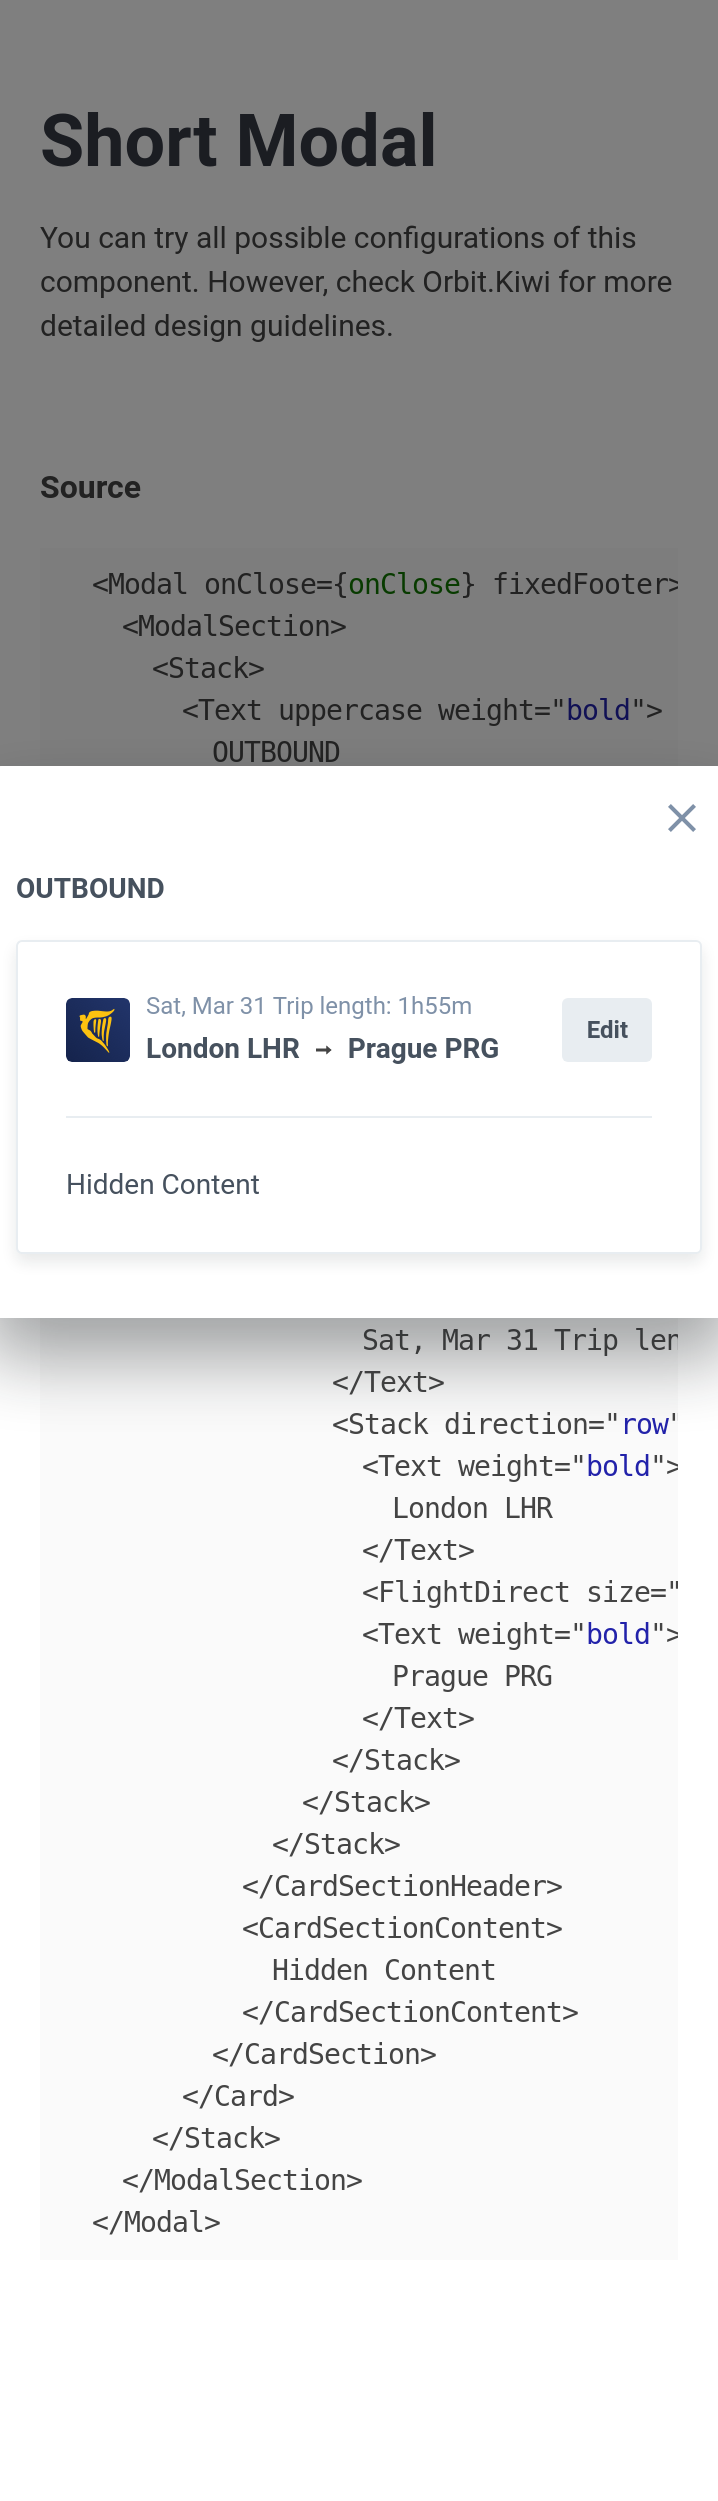 Short Modal
You can try all possible configurations of this
component. However, check Orbit.Kiwi for more
detailed design guidelines.
Source
<Modal onClose={onClose} fixedFooter>
<ModalSection>
<Stack>
<Text uppercase weight="bold">
OUTBOUND
OUTBOUND
Sat, Mar 31 Trip length: 1h55m
London LHR → Prague PRG
Edit
Hidden Content
Sat, Mar 31 Trip len
</Text>
<Stack direction="row"
<Text weight="bold">
London LHR
</Text>
<FlightDirect size="
<Text weight="bold">
Prague PRG
</Text>
</Stack>
</Stack>
</Stack>
</CardSectionHeader>
<CardSectionContent>
Hidden Content
</CardSectionContent>
</CardSection>
</Card>
</Stack>
</ModalSection>
</Modal>